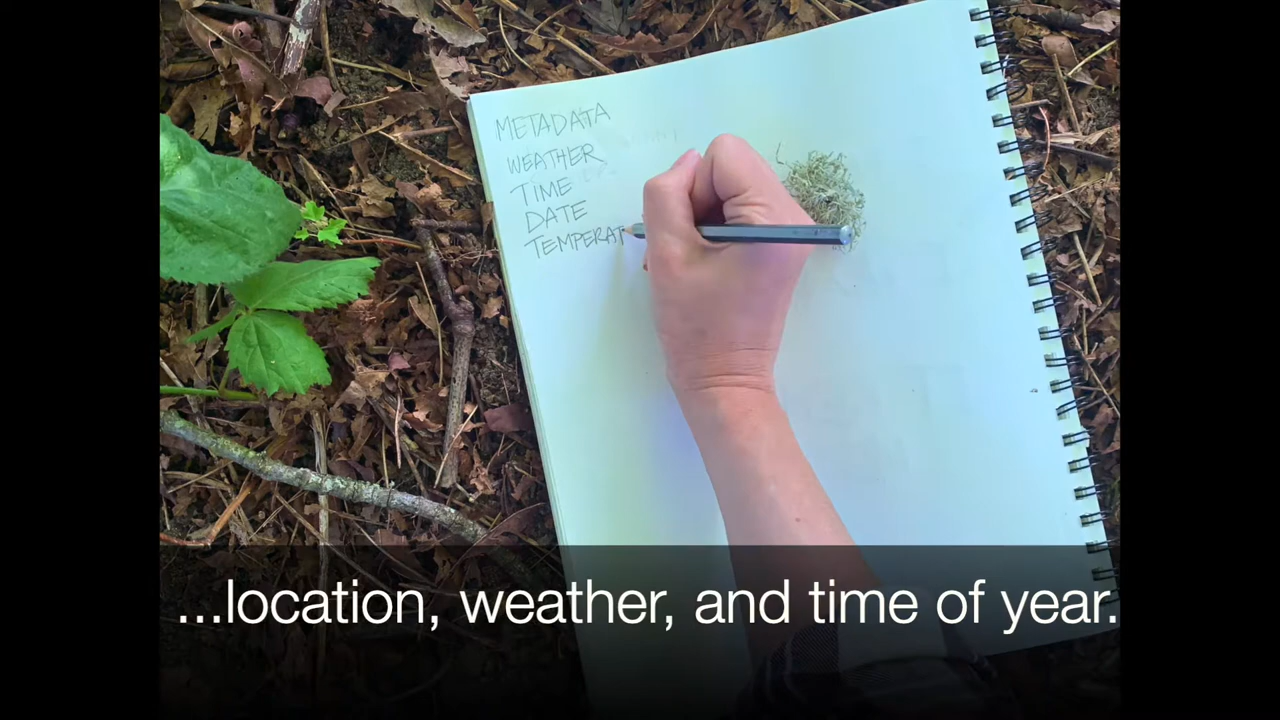 METADATA
WEATHER
TIME
DATE
TEMPERAT
...location, weather, and time of year.